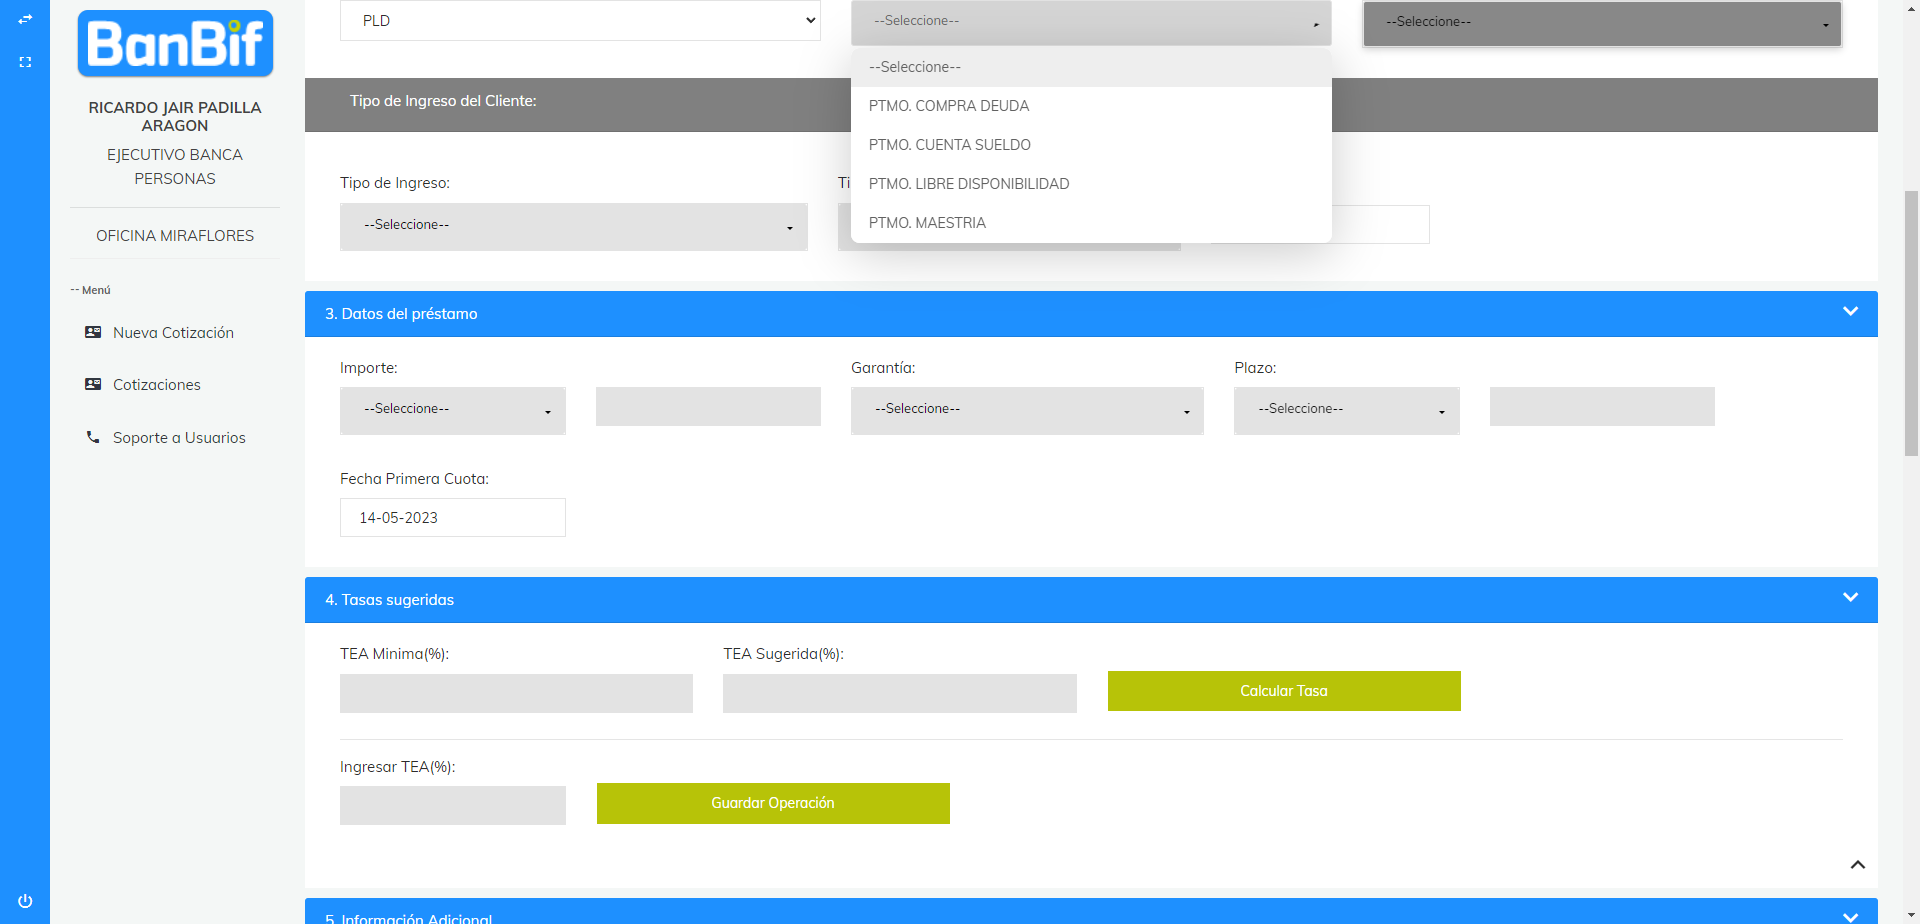 BanBif
RICARDO JAIR PADILLA
ARAGON
EJECUTIVO BANCA
PERSONAS
OFICINA MIRAFLORES
-- Menú
Nueva Cotización
Cotizaciones
Soporte a Usuarios
PLD
--Seleccione--
--Seleccione--
--Seleccione--
PTMO. COMPRA DEUDA
PTMO. CUENTA SUELDO
PTMO. LIBRE DISPONIBILIDAD
PTMO. MAESTRIA
Tipo de Ingreso del Cliente:
Tipo de Ingreso:
Ti
--Seleccione--
3. Datos del préstamo
Importe:
Garantía:
Plazo:
--Seleccione--
--Seleccione--
--Seleccione--
Fecha Primera Cuota:
14-05-2023
4. Tasas sugeridas
TEA Minima(%):
TEA Sugerida(%):
Calcular Tasa
Ingresar TEA(%):
Guardar Operación
5. Información Adicional